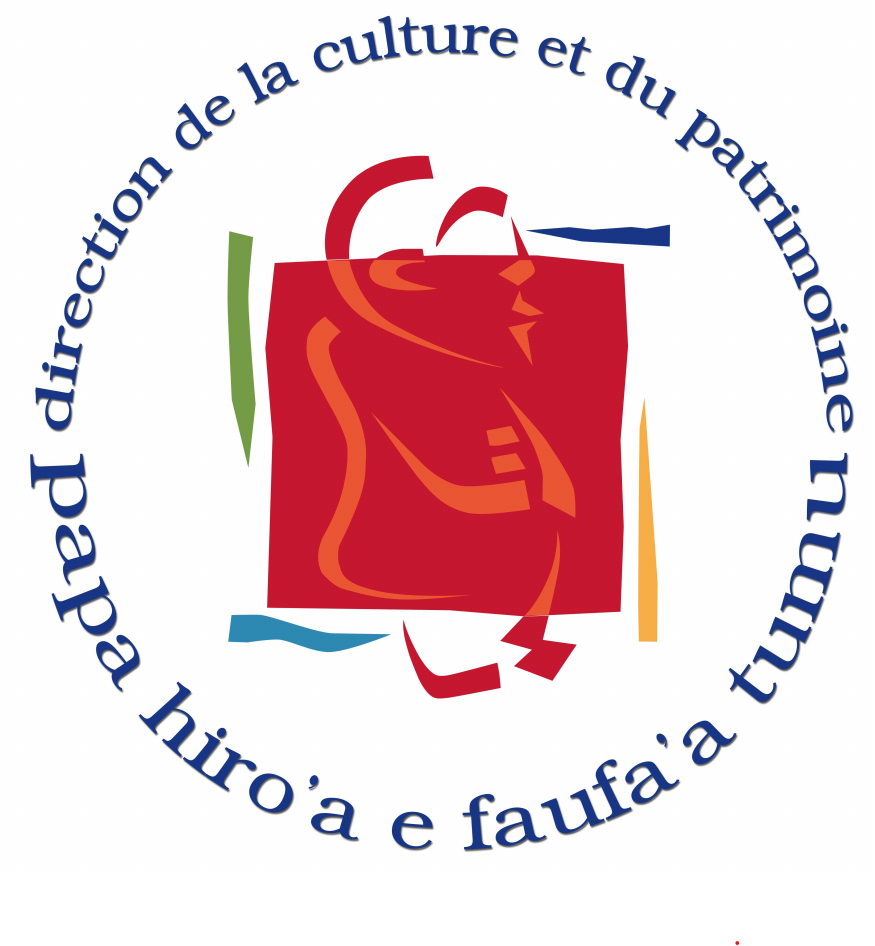 direction de la culture et du patrimoine
papa hiro'a e faufa'a tumu